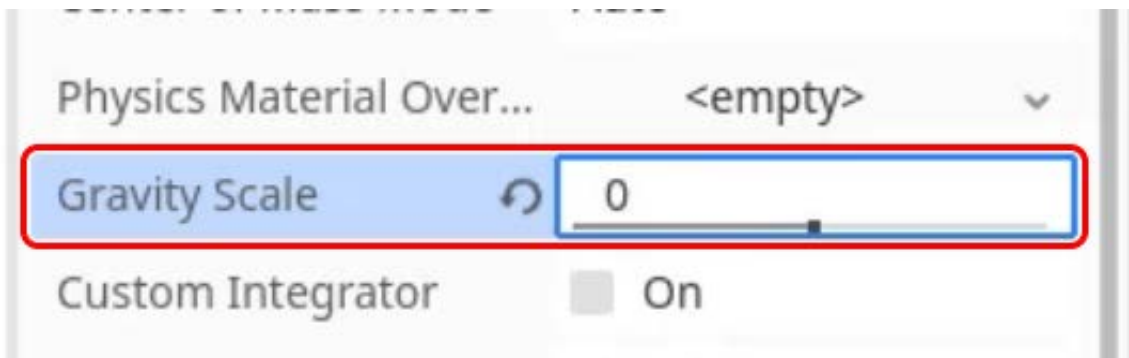 Physics Material Over... <empty>
Gravity Scale 0
Custom Integrator On